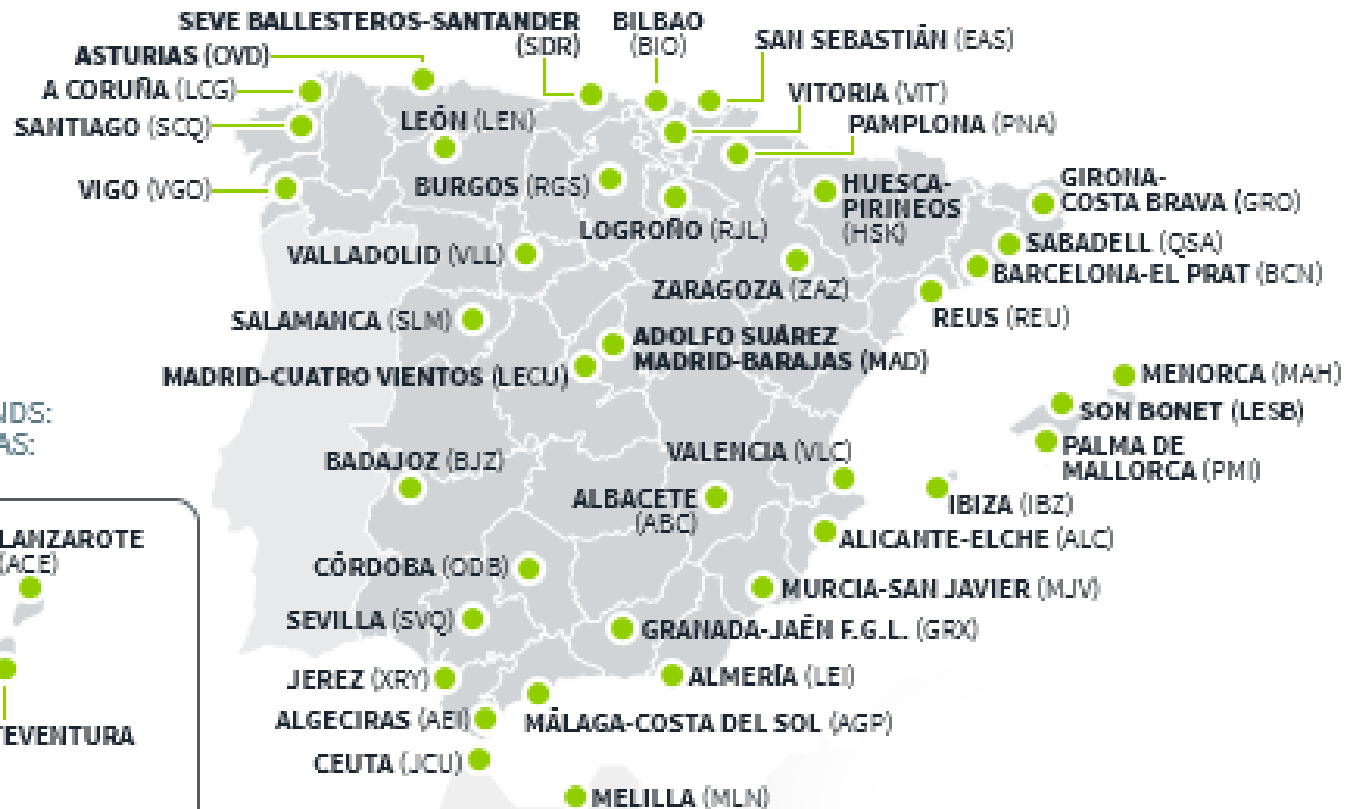 SEVE BALLESTEROS-SANTANDER
(SDR)
BILBAO
(BIO)
SAN SEBASTIÁN (EAS)
ASTURIAS (OVD)
A CORUÑA (LCG)
VITORIA (VIT)
SANTIAGO (SCQ)
LEÓN (LEN)
PAMPLONA (PNA)
VIGO (VGO)
BURGOS (RGS)
HUESCA-
PIRINEOS
(HSK)
GIRONA-
COSTA BRAVA (GRO)
LOGROÑO (RJL)
SABADELL (QSA)
VALLADOLID (VLL)
BARCELONA-EL PRAT (BCN)
ZARAGOZA (ZAZ)
REUS (REU)
SALAMANCA (SLM)
ADOLFO SUÁREZ
MADRID-BARAJAS (MAD)
MADRID-CUATRO VIENTOS (LECU)
MENORCA (MAH)
SON BONET (LESB)
NDS:
AS:
PALMA DE
MALLORCA (PMI)
VALENCIA (VLC)
BADAJOZ (BJZ)
ALBACETE
(ABC)
IBIZA (IBZ)
LANZAROTE
(ACE)
ALICANTE-ELCHE (ALC)
CÓRDOBA (ODB)
MURCIA-SAN JAVIER (MJV)
SEVILLA (SVQ)
GRANADA-JAÉN F.G.L. (GRX)
JEREZ (XRY)
ALMERÍA (LEI)
ALGECIRAS (AEI)
MÁLAGA-COSTA DEL SOL (AGP)
TEVENTURA
CEUTA (JCU)
MELILLA (MLN)